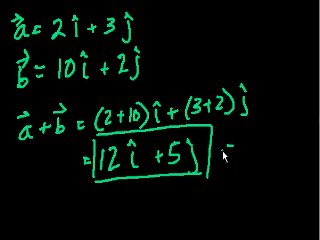 a⃗ = 2î + 3ĵ
b⃗ = 10î + 2ĵ
a⃗ + b⃗ = (2+10)î + (3+2)ĵ
= 12î + 5ĵ